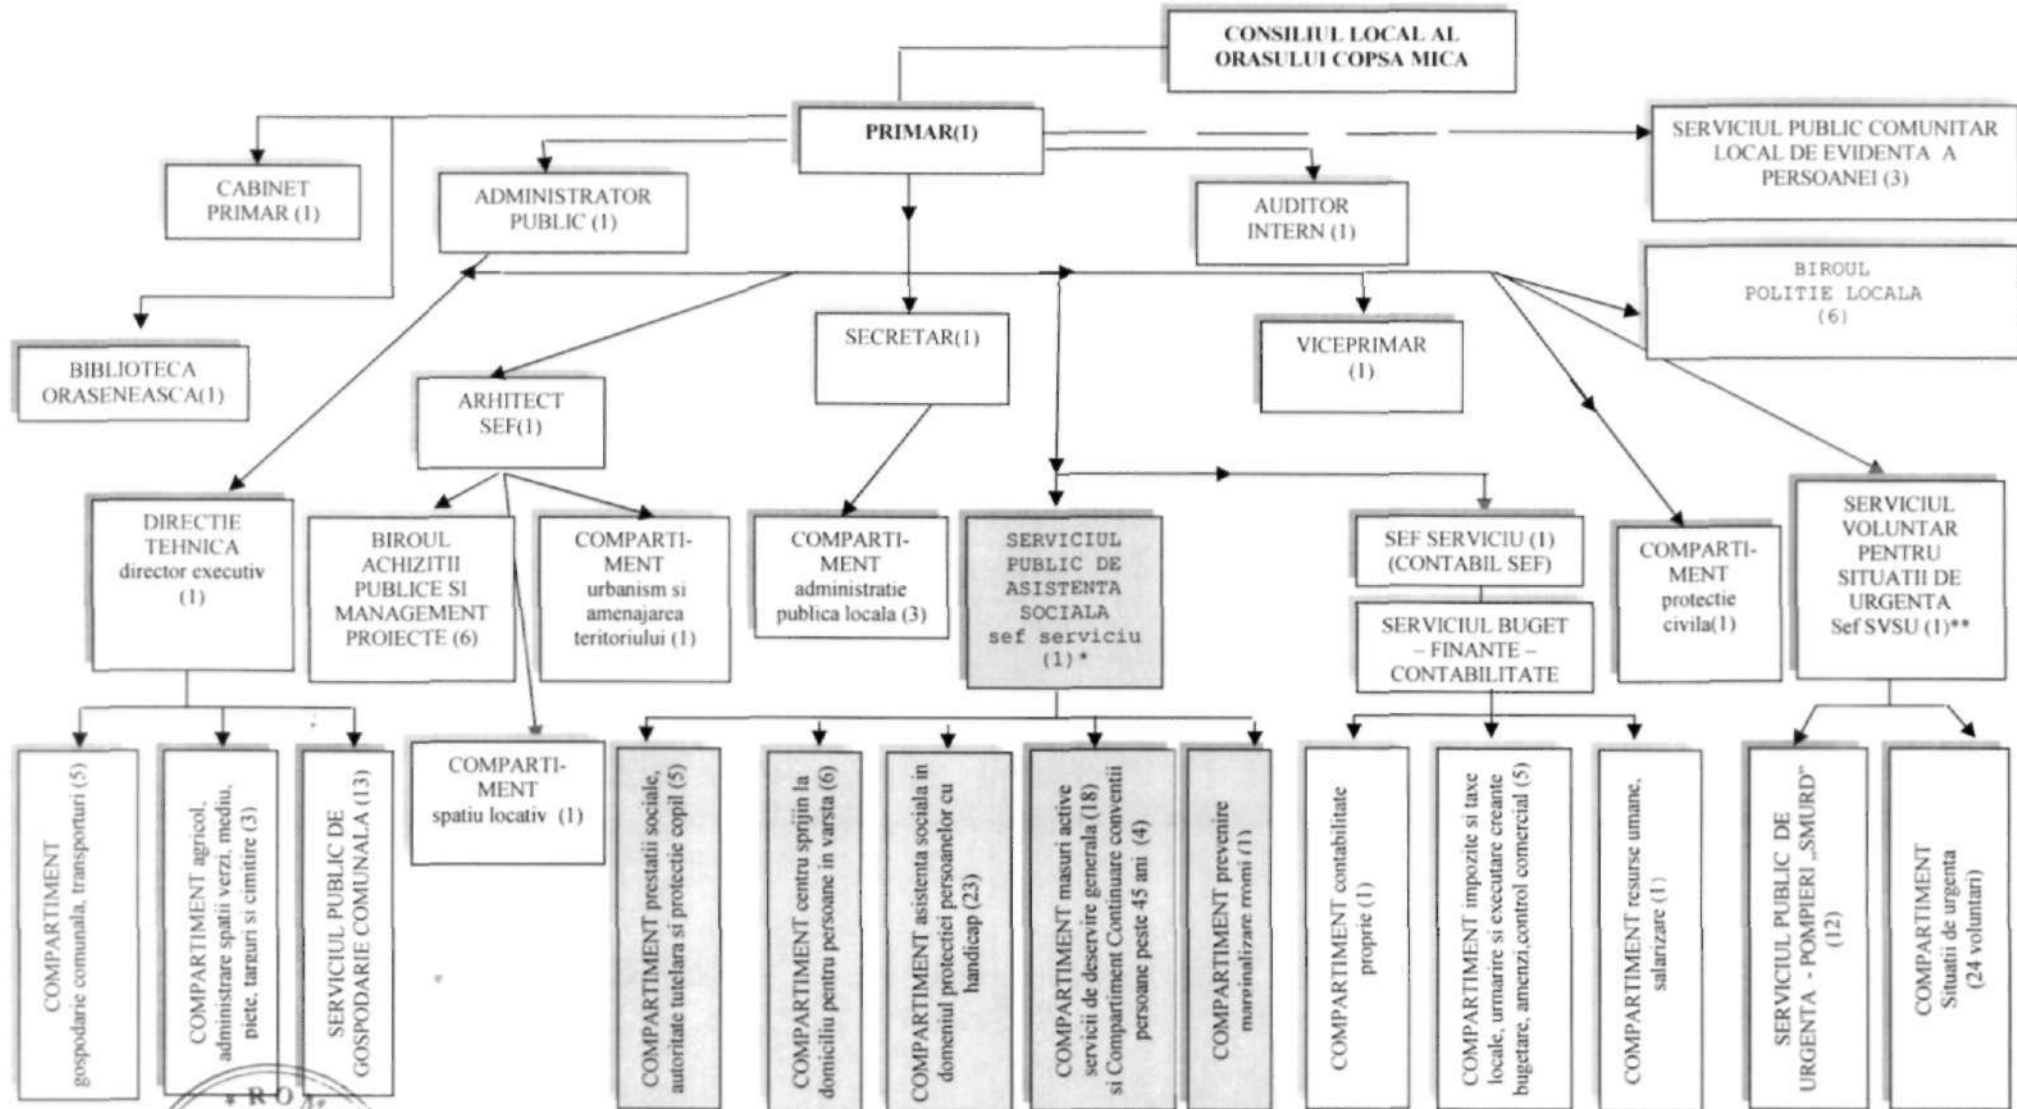 CONSILIUL LOCAL AL
ORASULUI COPSA MICA
PRIMAR(1)
SERVICIUL PUBLIC COMUNITAR
LOCAL DE EVIDENTA A
PERSOANEI (3)
CABINET
PRIMAR (1)
ADMINISTRATOR
PUBLIC (1)
AUDITOR
INTERN (1)
BIROUL
POLITIE LOCALA
(6)
BIBLIOTECA
ORASENEASCA(1)
ARHITECT
SEF(1)
SECRETAR(1)
VICEPRIMAR
(1)
DIRECTIE
TEHNICA
director executiv
(1)
BIROUL
ACHIZITII
PUBLICE SI
MANAGEMENT
PROIECTE (6)
COMPARTI-
MENT
urbanism si
amenajarea
teritoriului (1)
COMPARTI-
MENT
administratie
publica locala (3)
SERVICIUL
PUBLIC DE
ASISTENTA
SOCIALA
sef serviciu
(1)*
SEF SERVICIU (1)
(CONTABIL SEF)
SERVICIUL BUGET
– FINANTE –
CONTABILITATE
COMPARTI-
MENT
protectie
civila(1)
SERVICIUL
VOLUNTAR
PENTRU
SITUATII DE
URGENTA
Sef SVSU (1)**
COMPARTIMENT
gospodarie comunala, transporturi (5)
COMPARTIMENT agricol,
administrare spatii verzi, mediu,
piete, targuri si cimitire (3)
SERVICIUL PUBLIC DE
GOSPODARIE COMUNALA (13)
COMPARTI-
MENT
spatiu locativ (1)
COMPARTIMENT prestatii sociale,
autoritate tutelara si protectie copil (5)
COMPARTIMENT centru sprijin la
domiciliu pentru persoane in varsta (6)
COMPARTIMENT asistenta sociala in
domeniul protectiei persoanelor cu
handicap (23)
COMPARTIMENT masuri active
servicii de deservire generala (18)
si Compartiment Continuare conventii
persoane peste 45 ani (4)
COMPARTIMENT prevenire
marginalizare rromi (1)
COMPARTIMENT contabilitate
proprie (1)
COMPARTIMENT impozite si taxe
locale, urmarire si executare creante
bugetare, amenzi,control comercial (5)
COMPARTIMENT resurse umane,
salarizare (1)
SERVICIUL PUBLIC DE
URGENTA - POMPIERI „SMURD”
(12)
COMPARTIMENT
Situatii de urgenta
(24 voluntari)